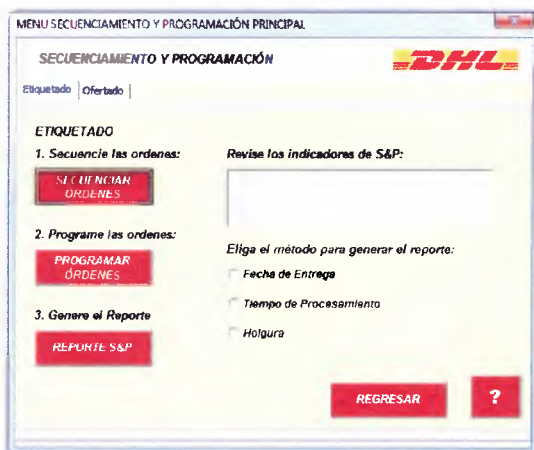 MENU SECUENCIAMIENTO Y PROGRAMACIÓN PRINCIPAL
SECUENCIAMIENTO Y PROGRAMACIÓN
DHL
Etiquetado Ofertado
ETIQUETADO
1. Secuencie las ordenes:
Revise los indicadores de S&P:
SECUENCIAR
ÓRDENES
2. Programe las ordenes:
Eliga el método para generar el reporte:
PROGRAMAR
ÓRDENES
Fecha de Entrega
Tiempo de Procesamiento
3. Genere el Reporte
Holgura
REPORTE S&P
REGRESAR
?